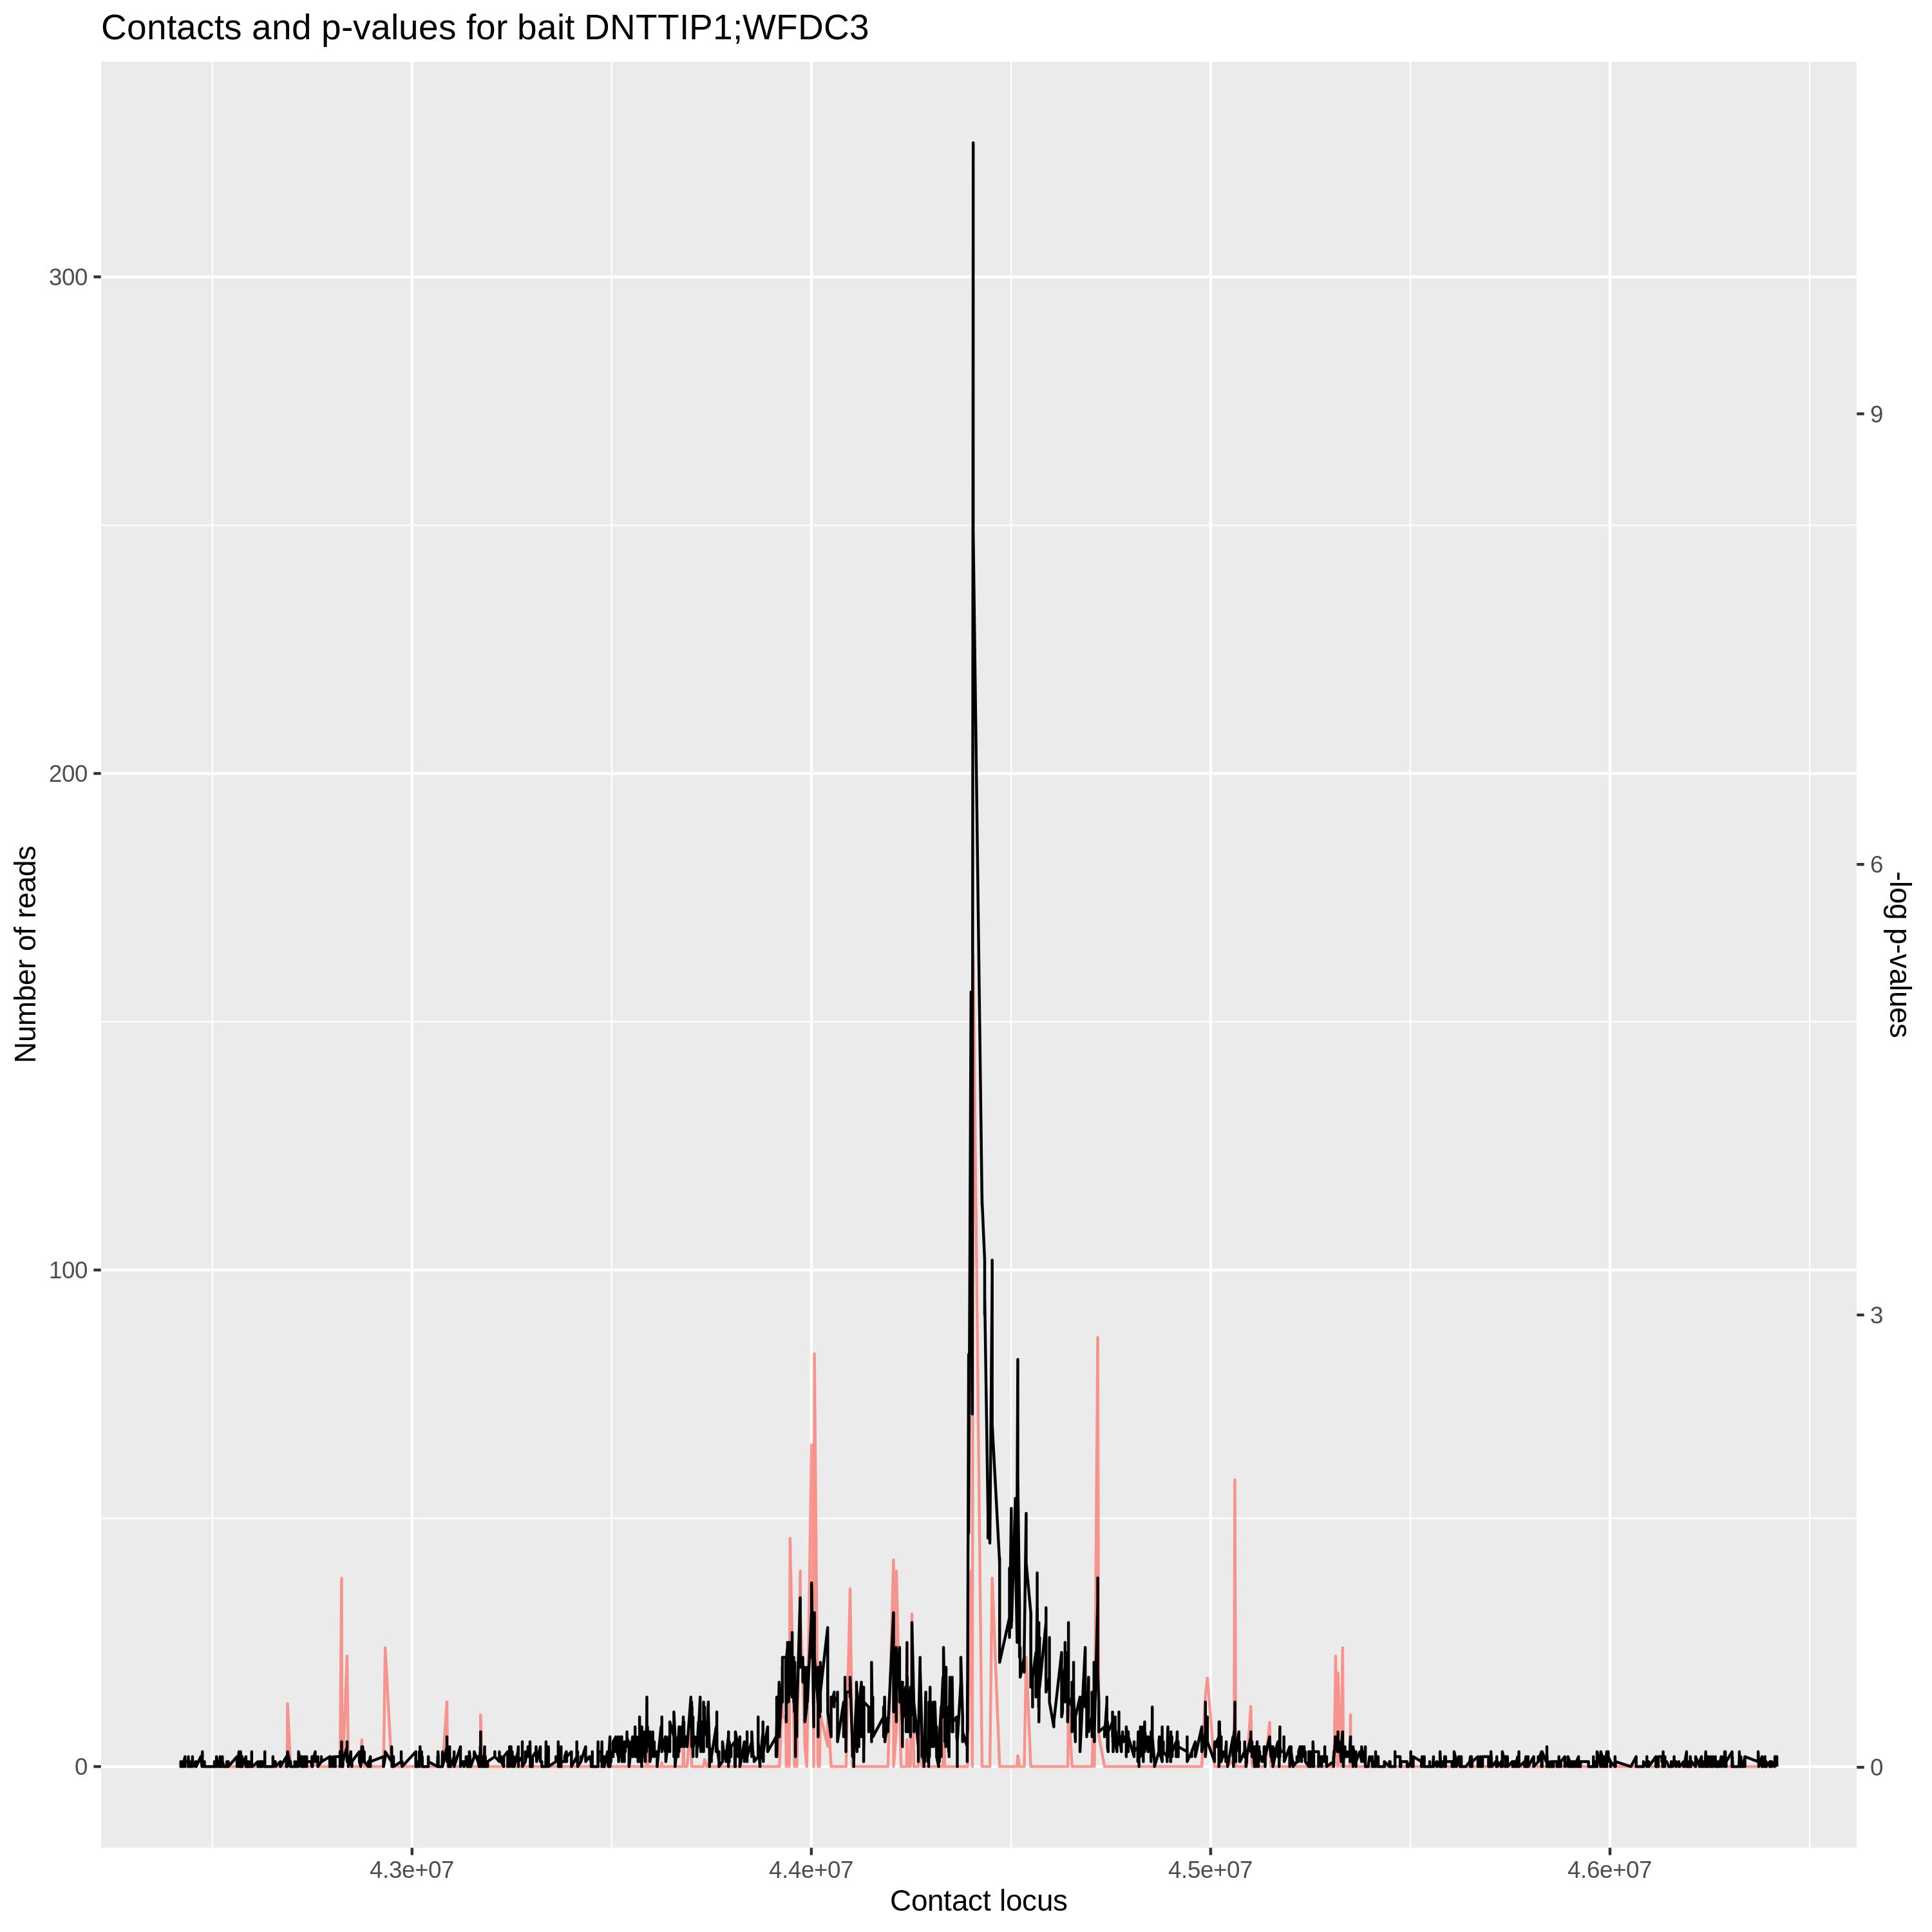 Contacts and p-values for bait DNTTIP1;WFDC3
300
200
100
0
9
6
3
0
Number of reads
-log p-values
4.3e+07
4.4e+07
4.5e+07
4.6e+07
Contact locus